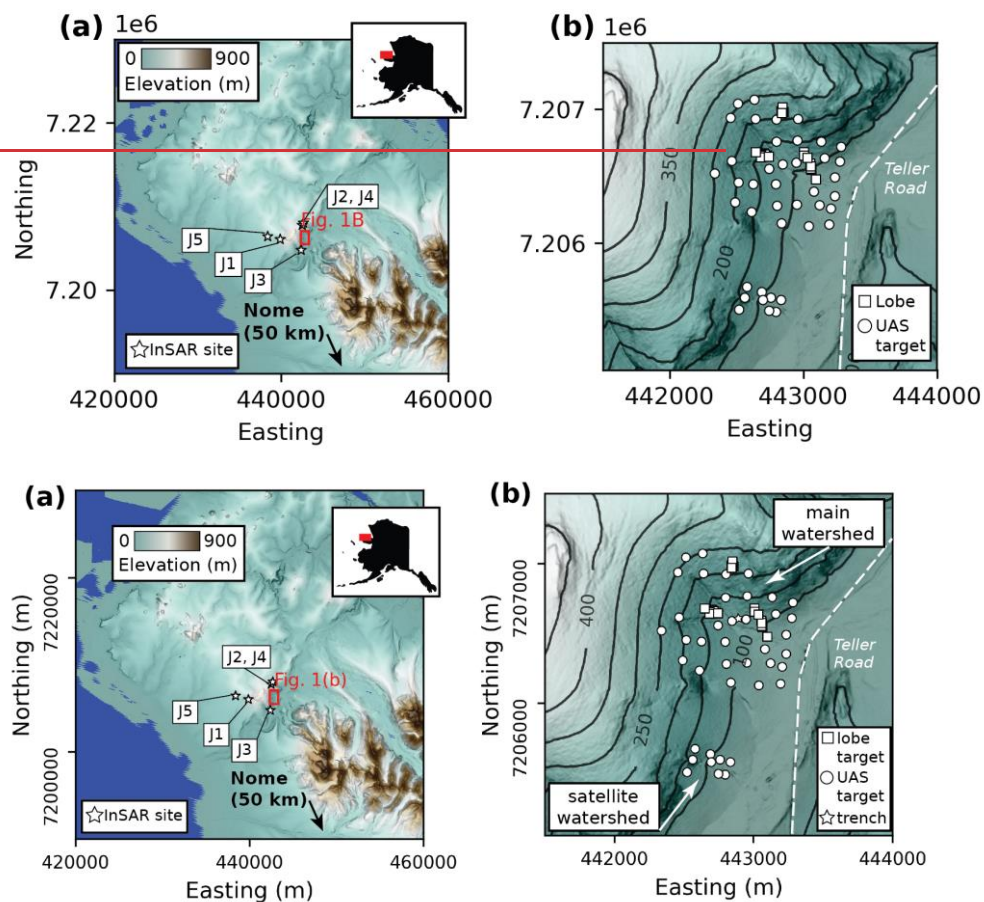 (a)
1e6
0
900
Elevation (m)
7.22
7.20
Northing
J2, J4
Fig. 1B
J5
J1
J3
Nome
(50 km)
InSAR site
420000
440000
460000
Easting
(b)
1e6
7.207
7.206
350
200
Teller
Road
Lobe
UAS
target
442000
443000
444000
Easting
(a)
0
900
Elevation (m)
7220000
7200000
Northing (m)
J2, J4
Fig. 1(b)
J5
J1
J3
Nome
(50 km)
InSAR site
420000
440000
460000
Easting (m)
(b)
main
watershed
7207000
7206000
Northing (m)
400
250
100
Teller
Road
satellite
watershed
lobe
target
UAS
target
trench
442000
443000
444000
Easting (m)